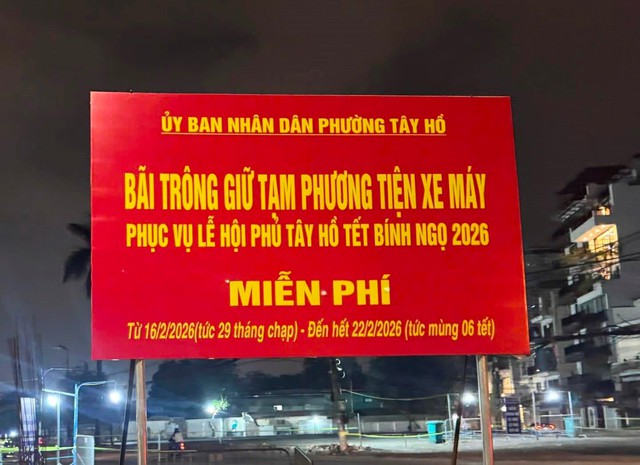 ỦY BAN NHÂN DÂN PHƯỜNG TÂY HỒ
BÃI TRÔNG GIỮ TẠM PHƯƠNG TIỆN XE MÁY
PHỤC VỤ LỄ HỘI PHỦ TÂY HỒ TẾT BÍNH NGỌ 2026
MIỄN PHÍ
Từ 16/2/2026(tức 29 tháng chạp) - Đến hết 22/2/2026 (tức mùng 06 tết)